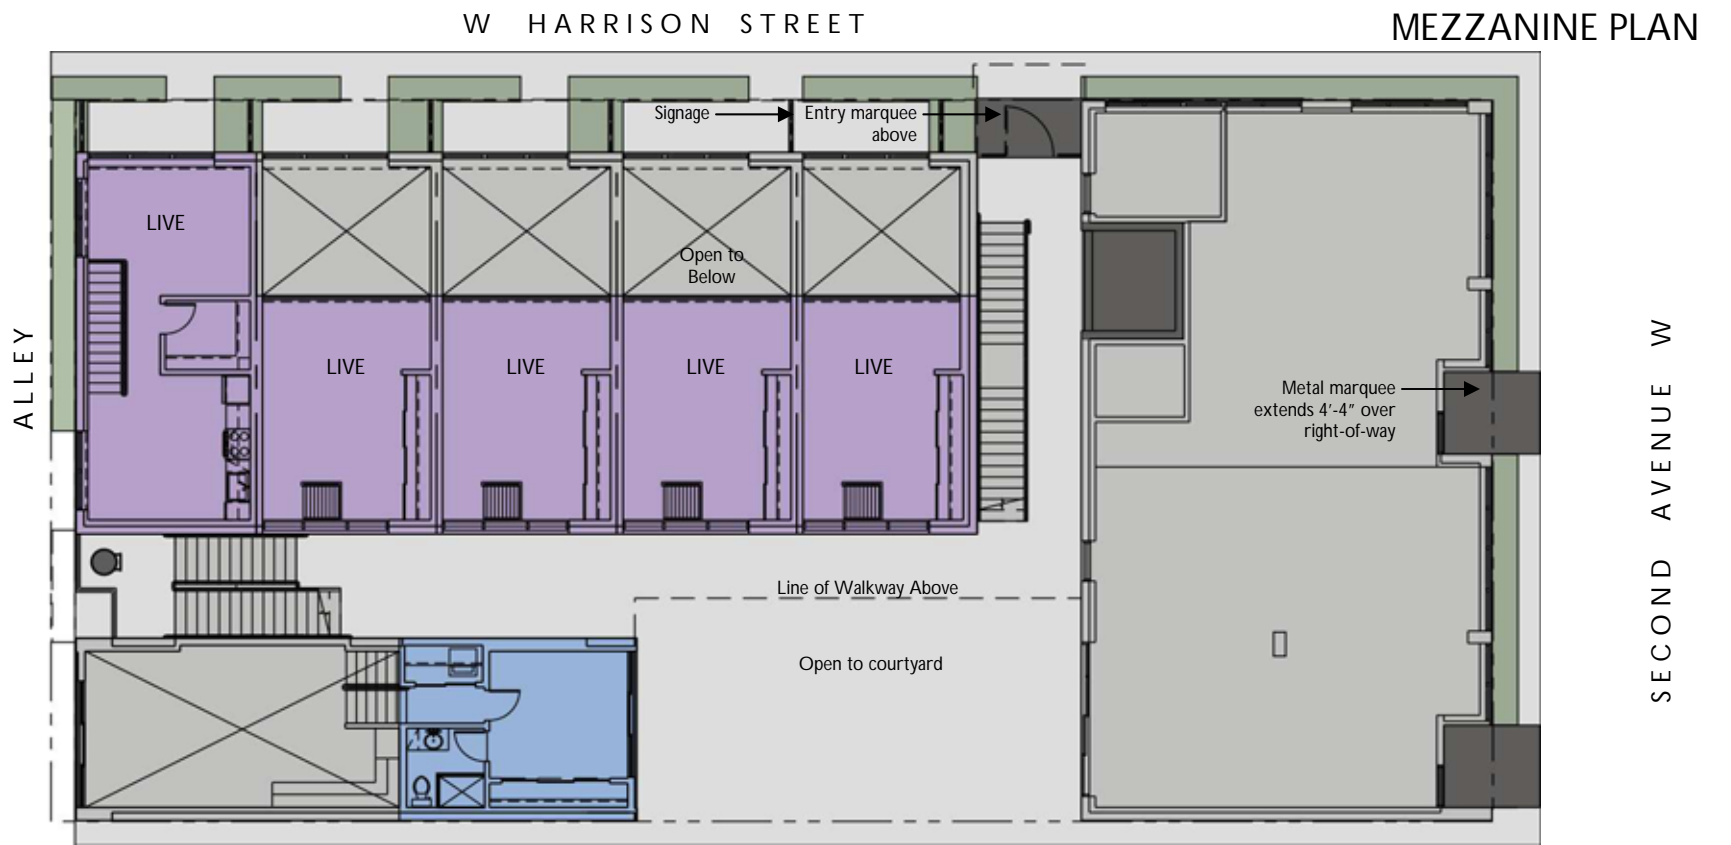 W HARRISON STREET
MEZZANINE PLAN
Signage
Entry marquee
above
LIVE
Open to
Below
LIVE
LIVE
LIVE
LIVE
ALLEY
Metal marquee
extends 4'-4" over
right-of-way
SECOND AVENUE W
Line of Walkway Above
Open to courtyard